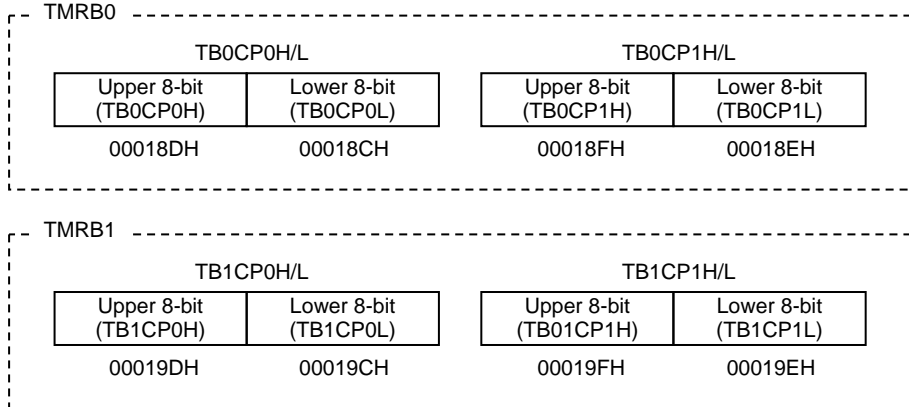 TMRB0
TB0CP0H/L TB0CP1H/L
Upper 8-bit Lower 8-bit Upper 8-bit Lower 8-bit
(TB0CP0H) (TB0CP0L) (TB0CP1H) (TB0CP1L)
00018DH 00018CH 00018FH 00018EH
TMRB1
TB1CP0H/L TB1CP1H/L
Upper 8-bit Lower 8-bit Upper 8-bit Lower 8-bit
(TB1CP0H) (TB1CP0L) (TB01CP1H) (TB1CP1L)
00019DH 00019CH 00019FH 00019EH